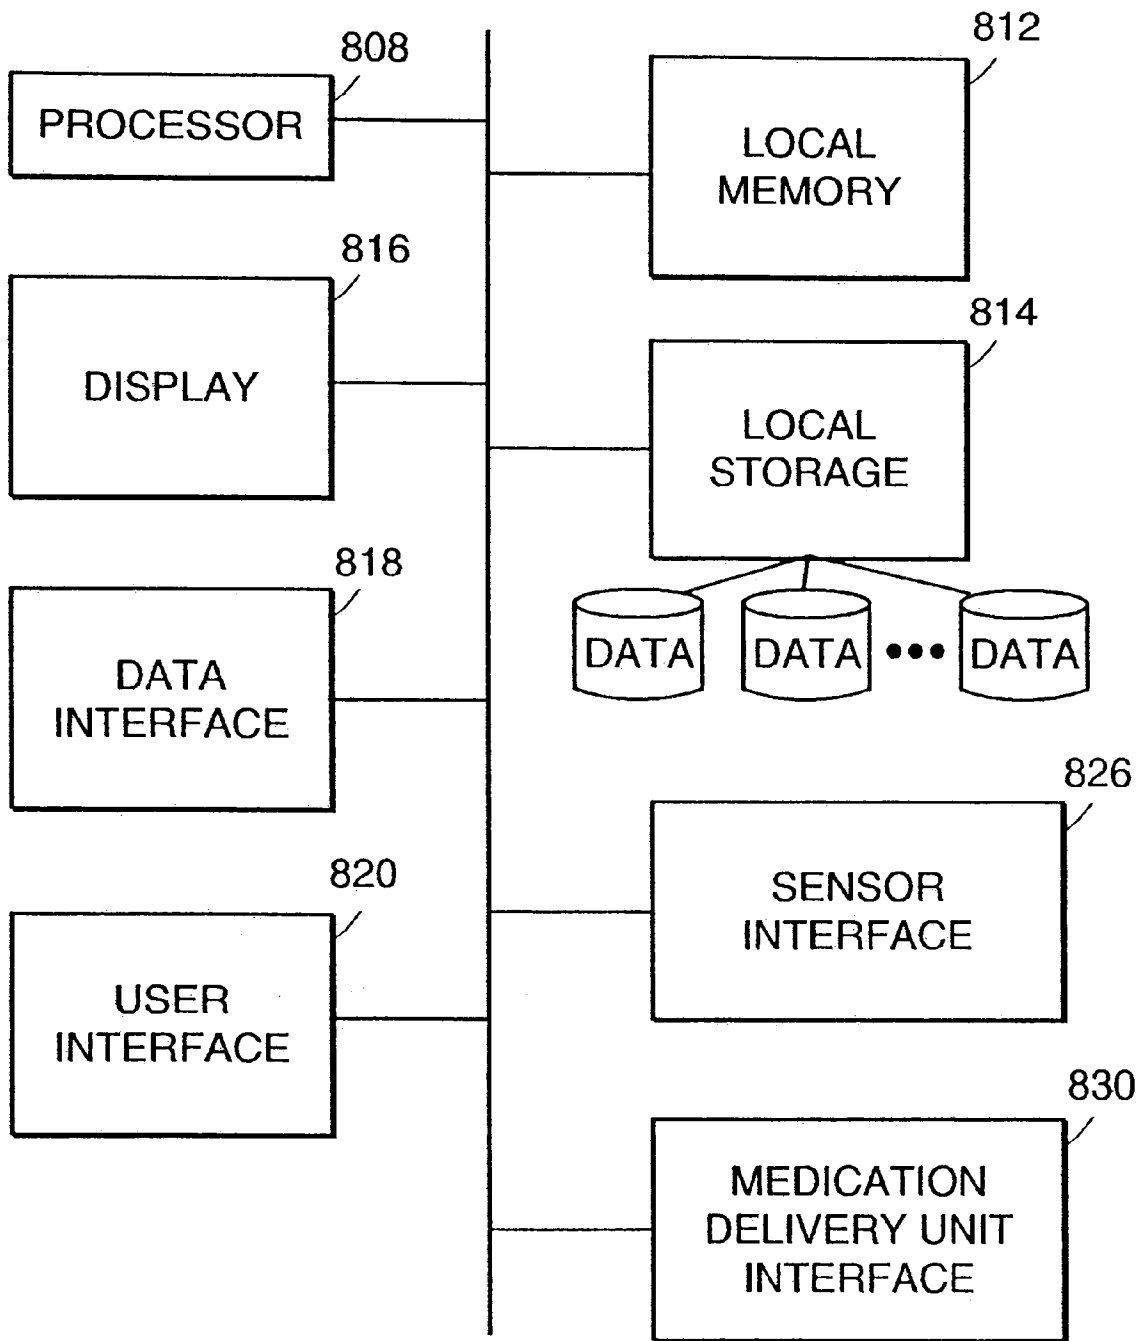 808
PROCESSOR
812
LOCAL
MEMORY
816
DISPLAY
814
LOCAL
STORAGE
DATA DATA ••• DATA
818
DATA
INTERFACE
826
SENSOR
INTERFACE
820
USER
INTERFACE
830
MEDICATION
DELIVERY UNIT
INTERFACE